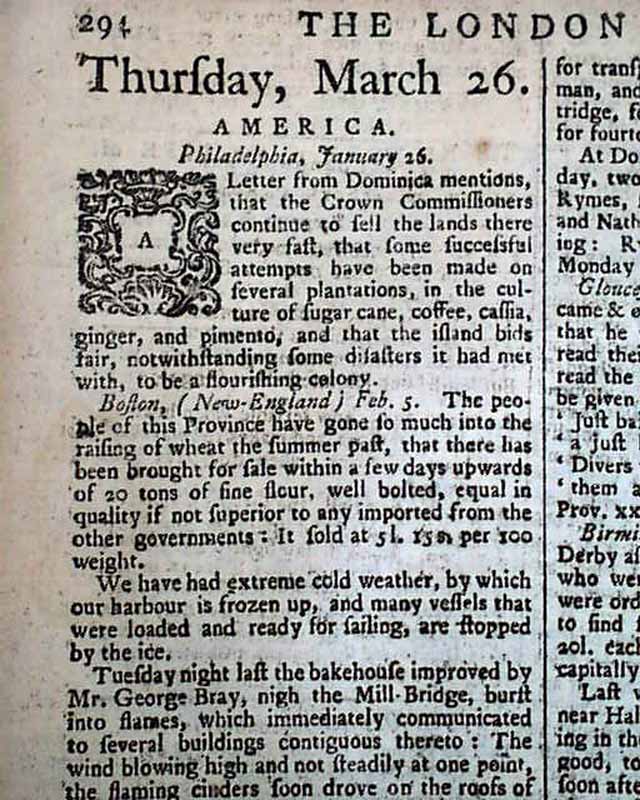 294
THE LONDON
Thurſday, March 26.
AMERICA.
Philadelphia, January 26.
A Letter from Dominica mentions,
that the Crown Commiſſioners
continue to ſell the lands there
very faſt, that ſome ſucceſsful
attempts have been made on
ſeveral plantations, in the cul-
ture of ſugar cane, coffee, caſſia,
ginger, and pimento, and that the iſland bids
fair, notwithſtanding ſome diſaſters it had met
with, to be a flouriſhing colony.
Boſton, (New-England) Feb. 5. The peo-
ple of this Province have gone ſo much into the
raiſing of wheat the ſummer paſt, that there has
been brought for ſale within a few days upwards
of 20 tons of fine flour, well bolted, equal in
quality if not ſuperior to any imported from the
other governments: It ſold at 5l. 15s. per 100
weight.
We have had extreme cold weather, by which
our harbour is frozen up, and many veſſels that
were loaded and ready for ſailing, are ſtopped
by the ice.
Tueſday night laſt the bakehouſe improved by
Mr. George Bray, nigh the Mill-Bridge, burſt
into flames, which immediately communicated
to ſeveral buildings contiguous thereto: The
wind blowing high and not ſteadily at one point,
the flaming cinders ſoon drove on the roofs of
for tranſ
man, and
tridge, f
for fourte
At Do
day, two
Rymes,
and Nath
ing: R
Monday
Glouce
came &
that he
read thei
read the
be given
‘ Juſt ba
‘ a juſt
‘ Divers
‘ them a
Prov. xx
Birmi
Derby aſ
who wer
were ord
to find
20l. each
capitally
Laſt
near Hal
ing in th
good, to
ſoon afte